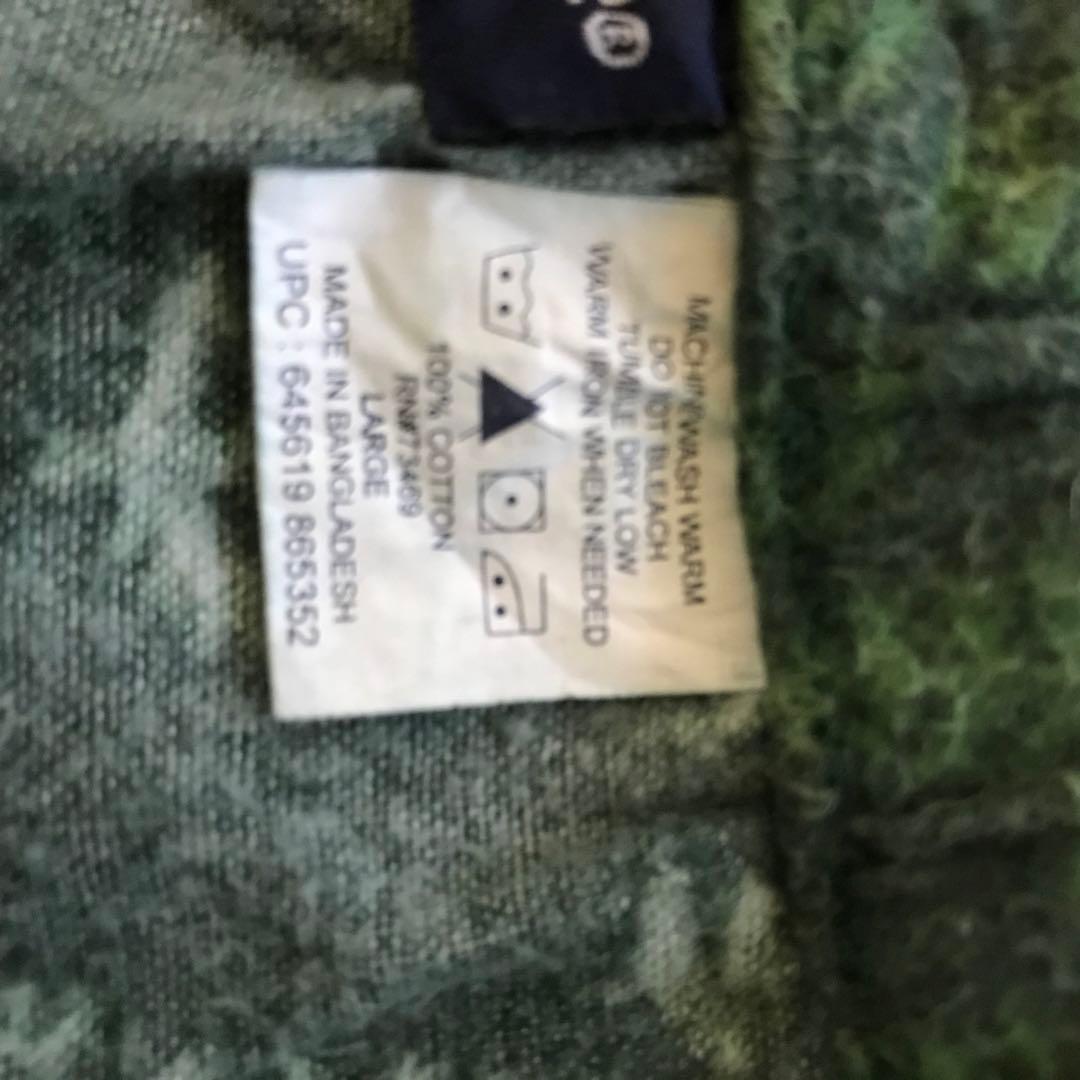 MACHINE WASH WARM
DO NOT BLEACH
TUMBLE DRY LOW
WARM IRON WHEN NEEDED
100% COTTON
RN#73469
LARGE
MADE IN BANGLADESH
UPC : 645619 865352